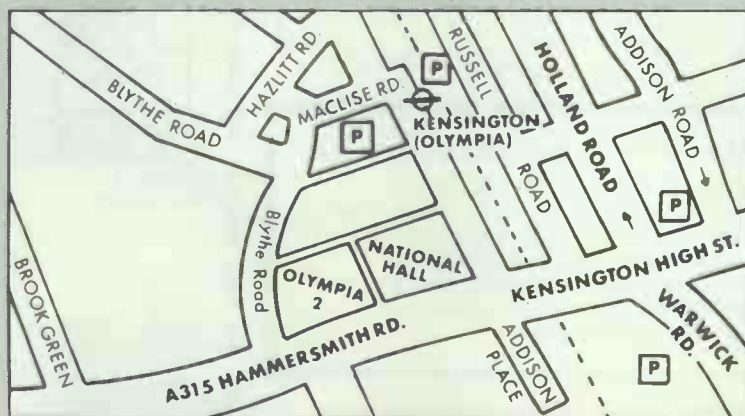 BLYTHE ROAD
HAZLITT RD.
MACLISE RD.
P
P
KENSINGTON
(OLYMPIA)
RUSSELL
ROAD
HOLLAND ROAD
ADDISON ROAD
P
Blythe Road
OLYMPIA
2
NATIONAL
HALL
KENSINGTON HIGH ST.
BROOK GREEN
A315 HAMMERSMITH RD.
ADDISON
PLACE
WARWICK
RD.
P